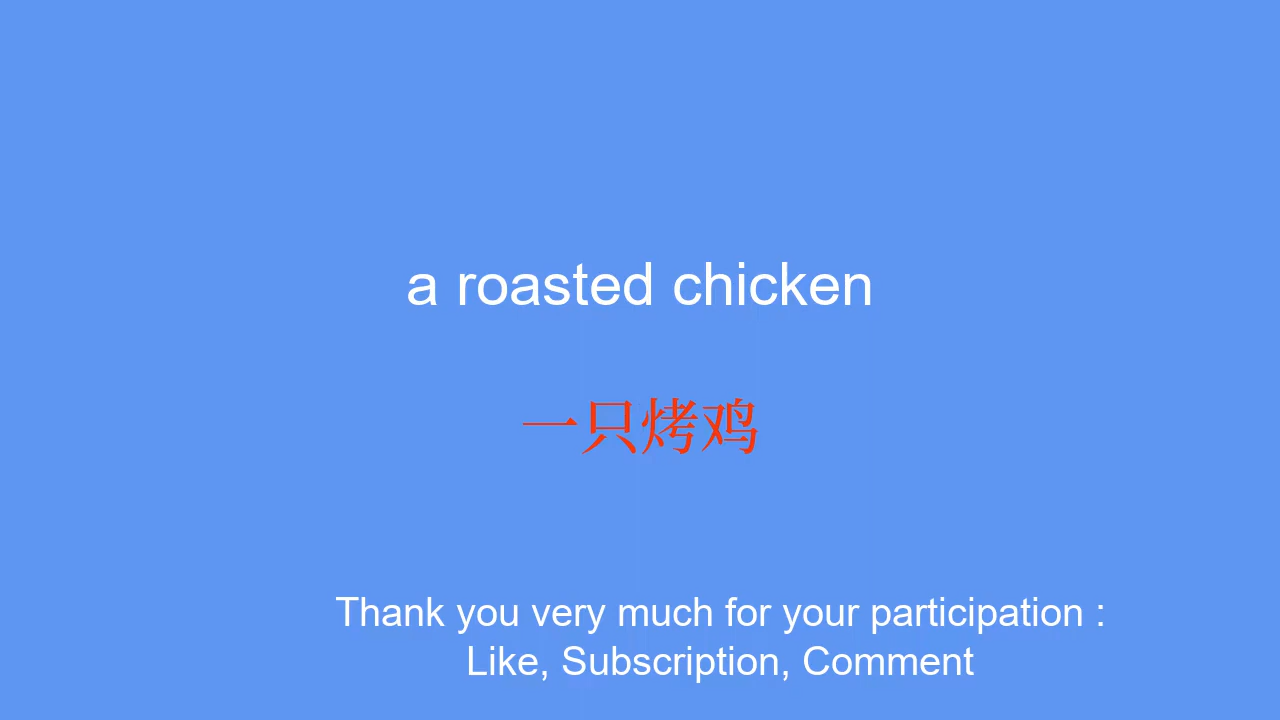 a roasted chicken
一只烤鸡
Thank you very much for your participation :
Like, Subscription, Comment